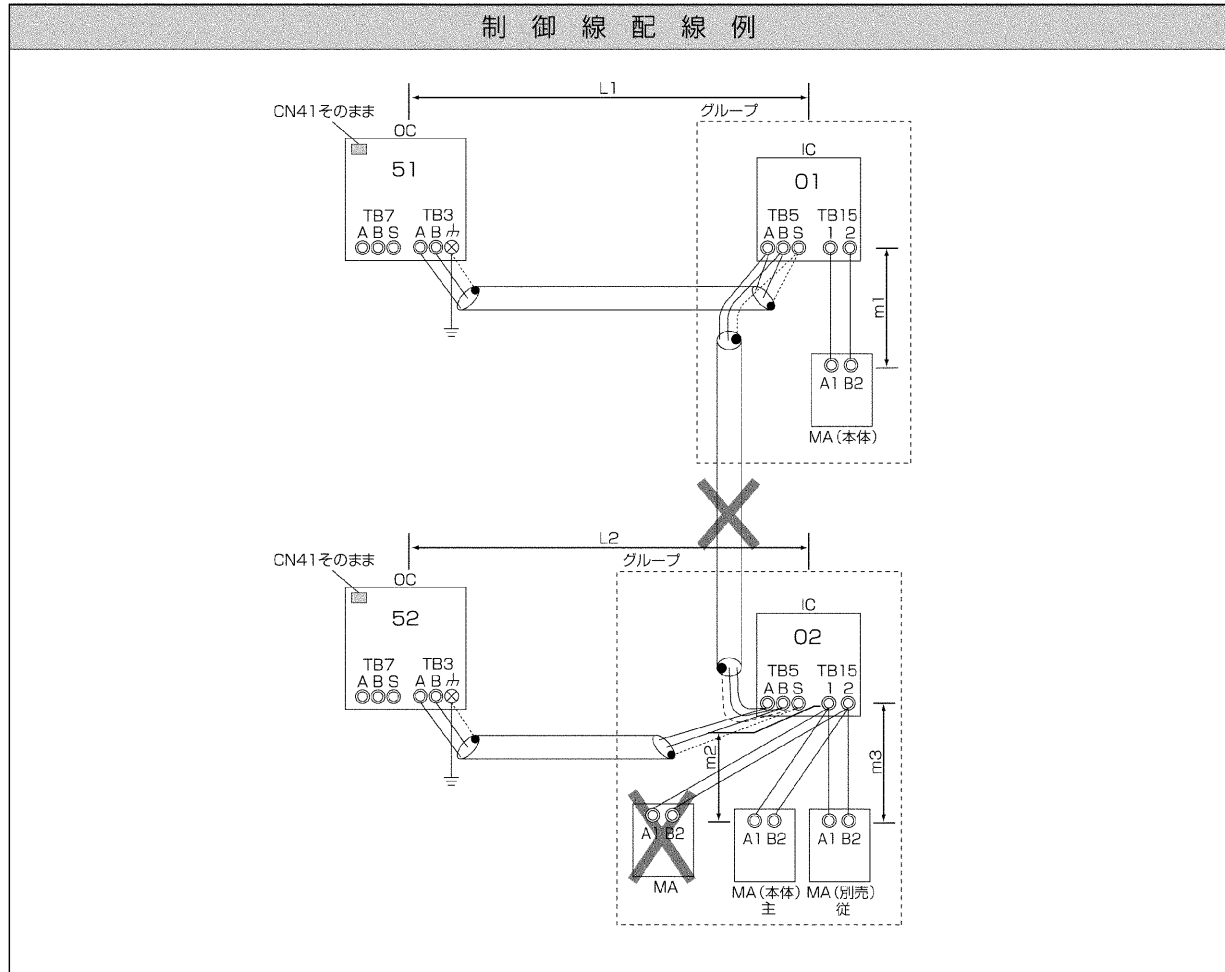 制御線配線例
L1
CN41そのまま
グループ
OC
IC
51
01
TB7 TB3
TB5 TB15
A B S A B
A B S 1 2
m1
A1 B2
MA(本体)
L2
CN41そのまま
グループ
OC
IC
52
02
TB7 TB3
TB5 TB15
A B S A B
A B S 1 2
m2
m3
A1 B2
A1 B2
A1 B2
MA
MA(本体)
主
MA(別売)
従